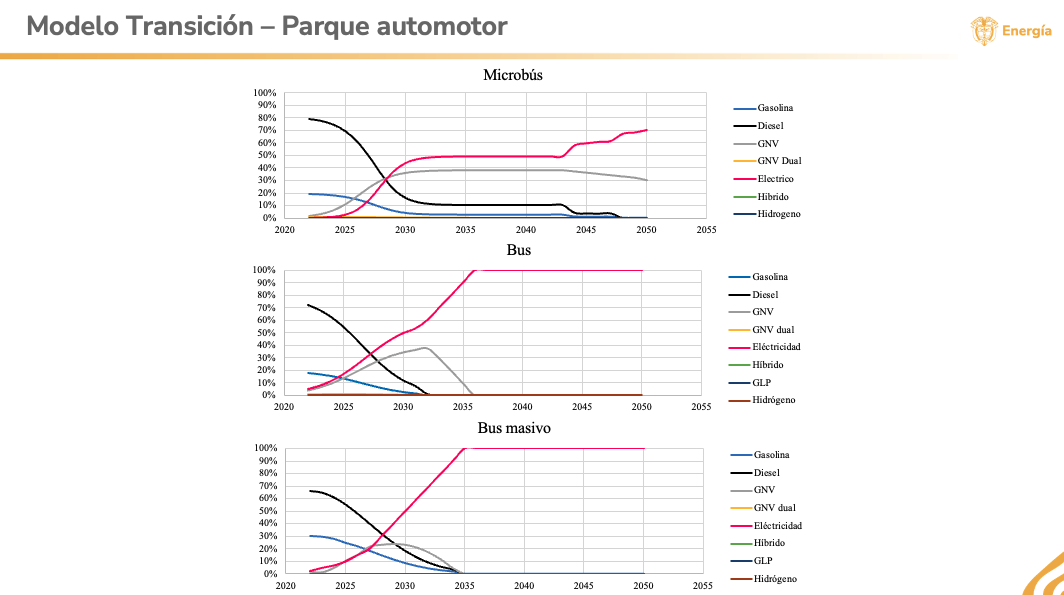 Modelo Transición – Parque automotor
Energía
Microbús
100%
90%
80%
70%
60%
50%
40%
30%
20%
10%
0%
2020 2025 2030 2035 2040 2045 2050 2055
Gasolina
Diesel
GNV
GNV Dual
Electrico
Hibrido
Hidrogeno
Bus
100%
90%
80%
70%
60%
50%
40%
30%
20%
10%
0%
2020 2025 2030 2035 2040 2045 2050 2055
Gasolina
Diesel
GNV
GNV dual
Eléctricidad
Híbrido
GLP
Hidrógeno
Bus masivo
100%
90%
80%
70%
60%
50%
40%
30%
20%
10%
0%
2020 2025 2030 2035 2040 2045 2050 2055
Gasolina
Diesel
GNV
GNV dual
Eléctricidad
Híbrido
GLP
Hidrógeno